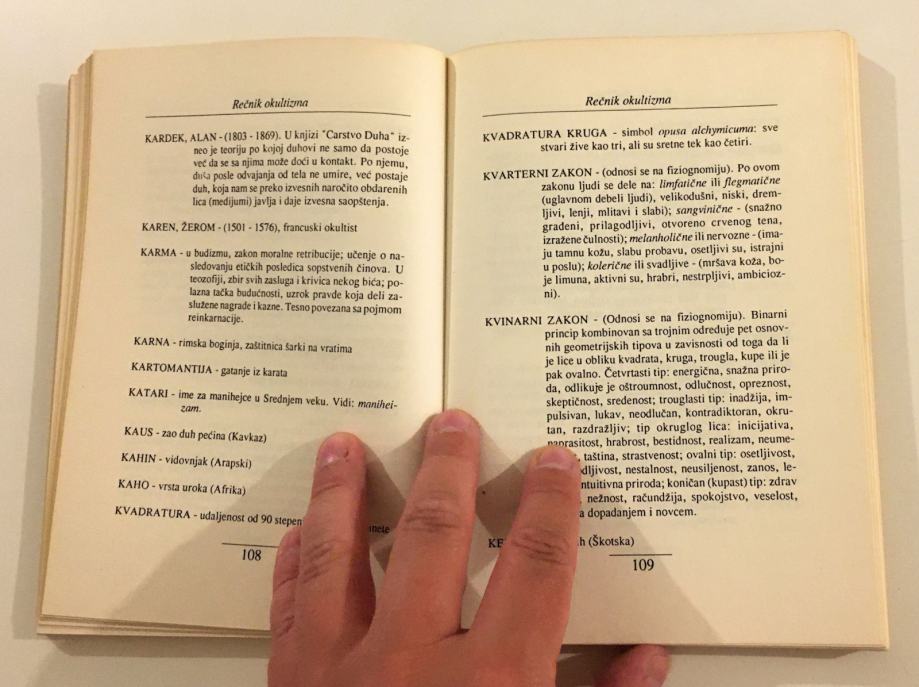 Rečnik okultizma
KARDEK, ALAN - (1803 - 1869). U knjizi "Carstvo Duha" iz-
neo je teoriju po kojoj duhovi ne samo da postoje
već da se sa njima može doći u kontakt. Po njemu,
duša posle odvajanja od tela ne umire, već postaje
duh, koja nam se preko izvesnih naročito obdarenih
lica (medijumi) javlja i daje izvesna saopštenja.
KAREN, ŽEROM - (1501 - 1576), francuski okultist
KARMA - u budizmu, zakon moralne retribucije; učenje o na-
sleđovanju etičkih posledica sopstvenih činova. U
teozofiji, zbir svih zasluga i krivica nekog bića; po-
lazna tačka budućnosti, uzrok pravde koja deli za-
služene nagrade i kazne. Tesno povezana sa pojmom
reinkarnacije.
KARNA - rimska boginja, zaštitnica šarki na vratima
KARTOMANTIJA - gatanje iz karata
KATARI - ime za manihejce u Srednjem veku. Vidi: manihei-
zam.
KAUS - zao duh pećina (Kavkaz)
KAHIN - vidovnjak (Arapski)
KAHO - vrsta uroka (Afrika)
KVADRATURA - udaljenost od 90
108
Rečnik okultizma
KVADRATURA KRUGA - simbol opusa alchymicuma: sve
stvari žive kao tri, ali su sretne tek kao četiri.
KVARTERNI ZAKON - (odnosi se na fiziognomiju). Po ovom
zakonu ljudi se dele na: limfatične ili flegmatične
(uglavnom debeli ljudi), velikodušni, niski, drem-
ljivi, lenji, mlitavi i slabi); sangvinične - (snažno
građeni, prilagodljivi, otvoreno crvenog tena,
izražene čulnosti); melanholične ili nervozne - (ima-
ju tamnu kožu, slabu probavu, osetljivi su, istrajni
u poslu); kolerične ili svadljive - (mršava koža, bo-
je limuna, aktivni su, hrabri, nestrpljivi, ambicioz-
ni).
KVINARNI ZAKON - (Odnosi se na fiziognomiju). Binarni
princip kombinovan sa trojnim određuje pet osnov-
nih geometrijskih tipova u zavisnosti od toga da li
je lice u obliku kvadrata, kruga, trougla, kupe ili je
pak ovalno. Četvrtasti tip: energična, snažna priro-
da, odlikuje je oštroumnost, odlučnost, opreznost,
skeptičnost, sređenost; trouglasti tip: inadžija, im-
pulsivan, lukav, neodlučan, kontradiktoran, okru-
tan, razdražljiv; tip okruglog lica: inicijativa,
naprasitost, hrabrost, bestidnost, realizam, neume-
taština, strastvenost; ovalni tip: osetljivost,
nestalnost, neusiljenost, zanos, le-
intuitivna priroda; koničan (kupast) tip: zdrav
nežnost, račundžija, spokojstvo, veselost,
dopadanjem i novcem.
(Škotska)
109